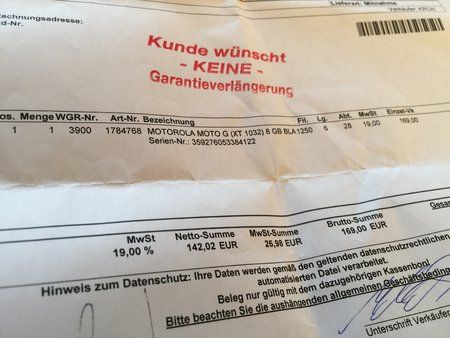 Rechnungsadresse:
Lieferart: Mitnahme
Verkäufer
Kunde wünscht
- KEINE -
Garantieverlängerung
Pos. Menge WGR-Nr. Art-Nr. Bezeichnung Fil. Lg. Abt. MwSt Einzel-Vk
1 1 3900 1784768 MOTOROLA MOTO G (XT 1032) 8 GB BLA 1250 6 28 19,00 169,00
Serien-Nr.: 359276053384122
MwSt Netto-Summe MwSt-Summe Brutto-Summe
19,00 % 142,02 EUR 26,98 EUR 169,00 EUR
Hinweis zum Datenschutz: Ihre Daten werden gemäß den geltenden datenschutzrechtlichen
automatisierten Datei verarbeitet.
Beleg nur gültig mit dem dazugehörigen Kassenbon!
Bitte beachten Sie die aushängenden allgemeinen Geschäftsbeding
Unterschrift Verkäufer